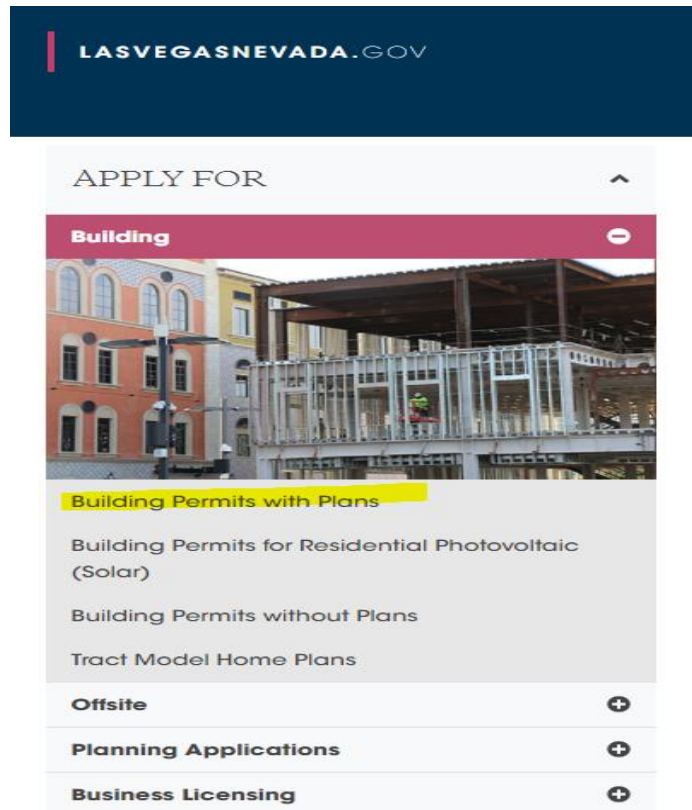 LASVEGASNEVADA.GOV
APPLY FOR
Building
Building Permits with Plans
Building Permits for Residential Photovoltaic
(Solar)
Building Permits without Plans
Tract Model Home Plans
Offsite
Planning Applications
Business Licensing